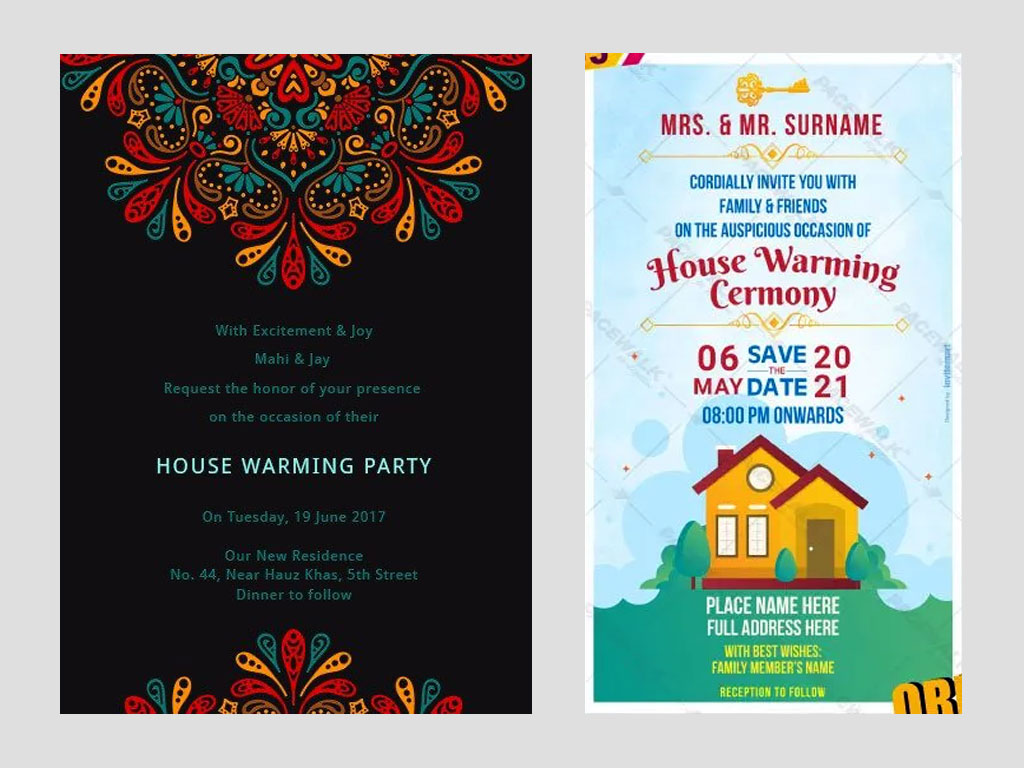 With Excitement & Joy
Mahi & Jay
Request the honor of your presence
on the occasion of their
HOUSE WARMING PARTY
On Tuesday, 19 June 2017
Our New Residence
No. 44, Near Hauz Khas, 5th Street
Dinner to follow
MRS. & MR. SURNAME
CORDIALLY INVITE YOU WITH
FAMILY & FRIENDS
ON THE AUSPICIOUS OCCASION OF
House Warming
Cermony
06 SAVE 20
THE
MAY DATE 21
08:00 PM ONWARDS
PLACE NAME HERE
FULL ADDRESS HERE
WITH BEST WISHES:
FAMILY MEMBER'S NAME
RECEPTION TO FOLLOW
Designed by : invitemart
PACEWALK